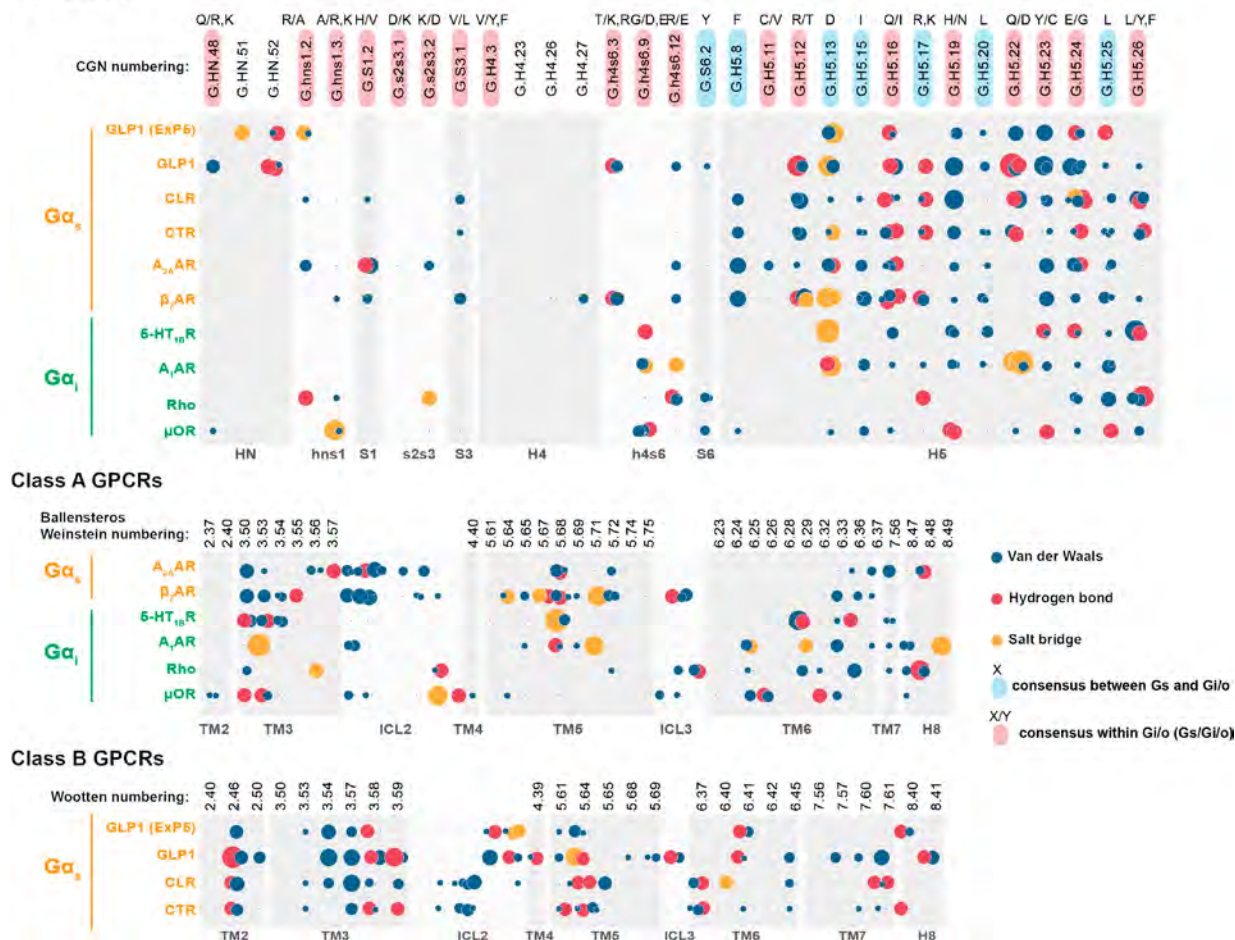 Q/R,K R/A A/R,K H/V D/K K/D V/L V/Y,F T/K,RG/D,E R/E Y F C/V R/T D I Q/I R,K H/N L Q/D Y/C E/G L L/Y,F
CGN numbering: G.HN.48 G.HN.51 G.HN.52 G.hns1.2. G.hns1.3. G.S1.2 G.s2s3.1 G.s2s3.2 G.S3.1 G.H4.3 G.H4.23 G.H4.26 G.H4.27 G.h4s6.3 G.h4s6.9 G.h4s6.12 G.S6.2 G.H5.8 G.H5.11 G.H5.12 G.H5.13 G.H5.15 G.H5.16 G.H5.17 G.H5.19 G.H5.20 G.H5.22 G.H5.23 G.H5.24 G.H5.25 G.H5.26
Gαs
GLP1 (ExP5)
GLP1
CLR
CTR
A2AAR
β2AR
Gαi
5-HT1BR
A1AR
Rho
μOR
HN hns1 S1 s2s3 S3 H4 h4s6 S6 H5
Class A GPCRs
Ballensteros
Weinstein numbering: 2.37 2.40 3.50 3.53 3.54 3.55 3.56 3.57 4.40 5.61 5.64 5.65 5.67 5.68 5.71 5.72 5.74 5.75 6.23 6.24 6.25 6.26 6.28 6.29 6.32 6.33 6.36 6.37 7.56 8.47 8.48 8.49
Gαs
A2AAR
β2AR
Gαi
5-HT1BR
A1AR
Rho
μOR
TM2 TM3 ICL2 TM4 TM5 ICL3 TM6 TM7 H8
Van der Waals
Hydrogen bond
Salt bridge
X
consensus between Gs and Gi/o
X/Y
consensus within Gi/o (Gs/Gi/o)
Class B GPCRs
Wootten numbering: 2.40 2.46 2.50 3.50 3.53 3.54 3.57 3.58 3.59 4.39 5.61 5.64 5.65 5.68 5.69 6.37 6.40 6.41 6.42 6.45 7.56 7.57 7.60 7.61 8.40 8.41
Gαs
GLP1 (ExP5)
GLP1
CLR
CTR
TM2 TM3 ICL2 TM4 TM5 ICL3 TM6 TM7 H8